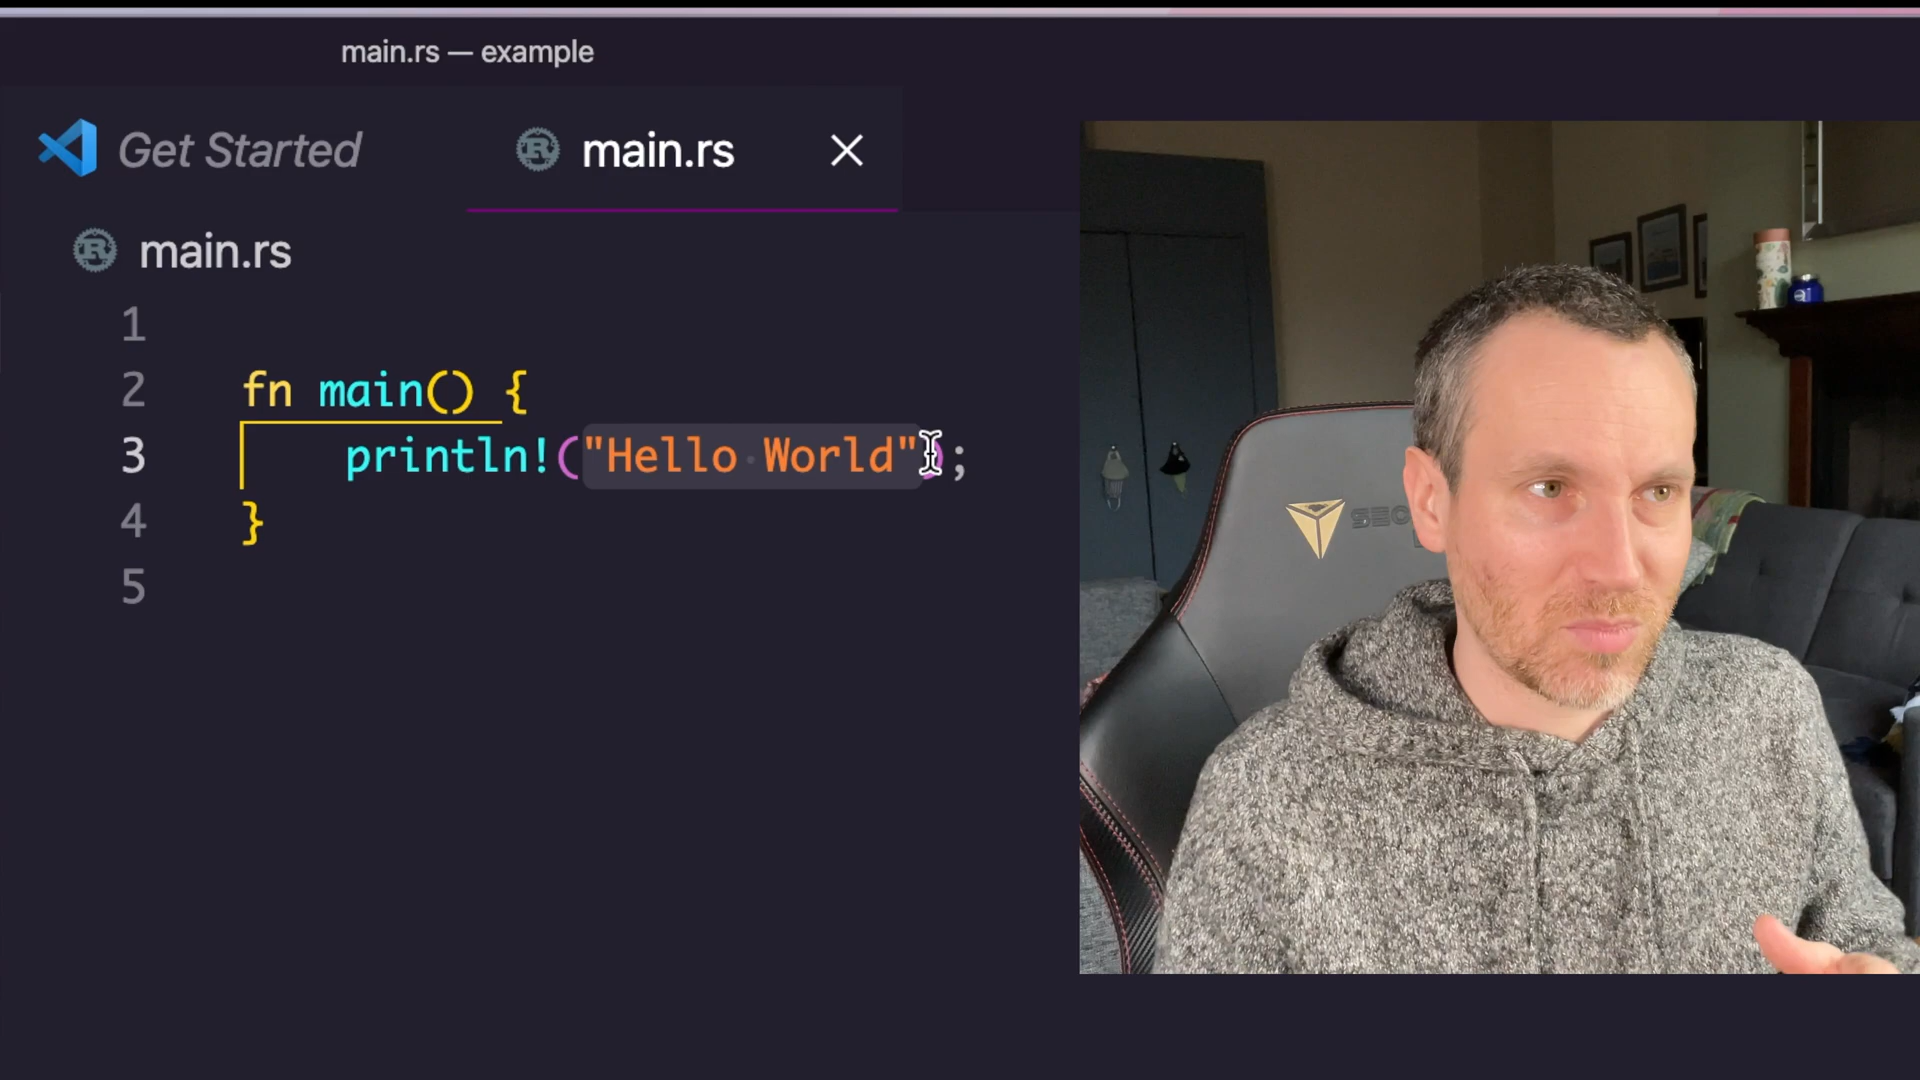 main.rs — example
Get Started main.rs
main.rs
1
2 fn main() {
3 println!("Hello World");
4 }
5
SEC